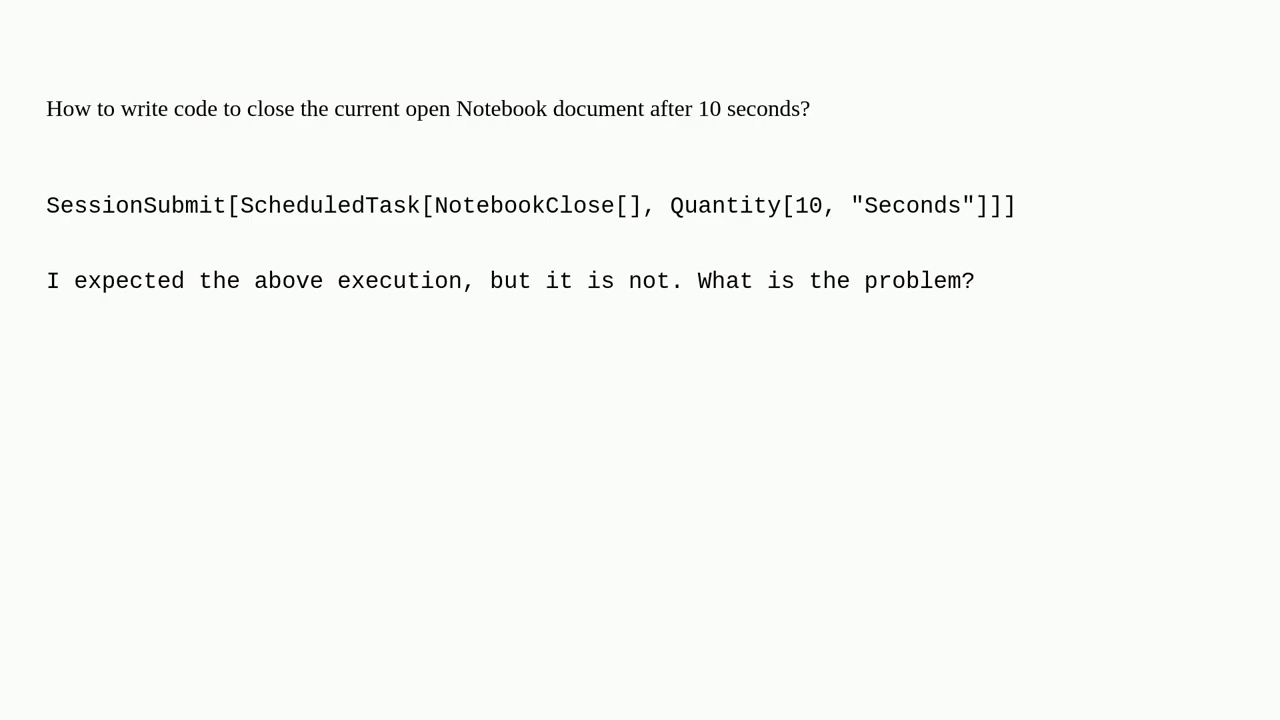 How to write code to close the current open Notebook document after 10 seconds?
SessionSubmit[ScheduledTask[NotebookClose[], Quantity[10, "Seconds"]]]
I expected the above execution, but it is not. What is the problem?